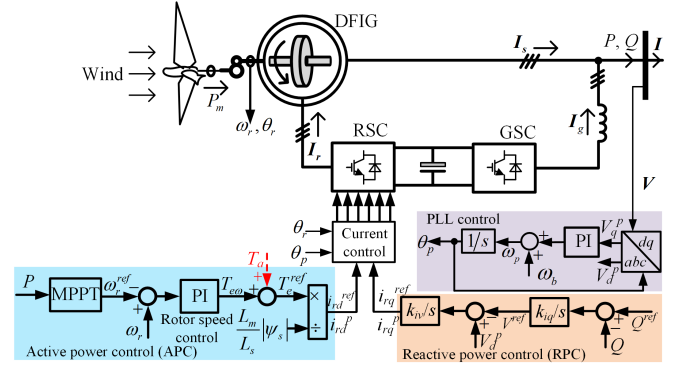 DFIG
I_s
P, Q
I
Wind
P_m
ω_r, θ_r
I_r
RSC
GSC
I_g
V
θ_r
θ_p
Current
control
PLL control
θ_p
1/s
ω_p
+
+
ω_b
PI
V_q^p
V_d^p
dq
abc
P
MPPT
ω_r^ref
−
+
ω_r
PI
Rotor speed
control
T_eω
T_a
+
+
T_e^ref
L_m
L_s
|ψ_s|
×
÷
i_rd^ref
i_rd^p
Active power control (APC)
i_rq^ref
i_rq^p
k_iv/s
+
−
V_d^p
V^ref
k_iq/s
+
−
Q
Q^ref
Reactive power control (RPC)